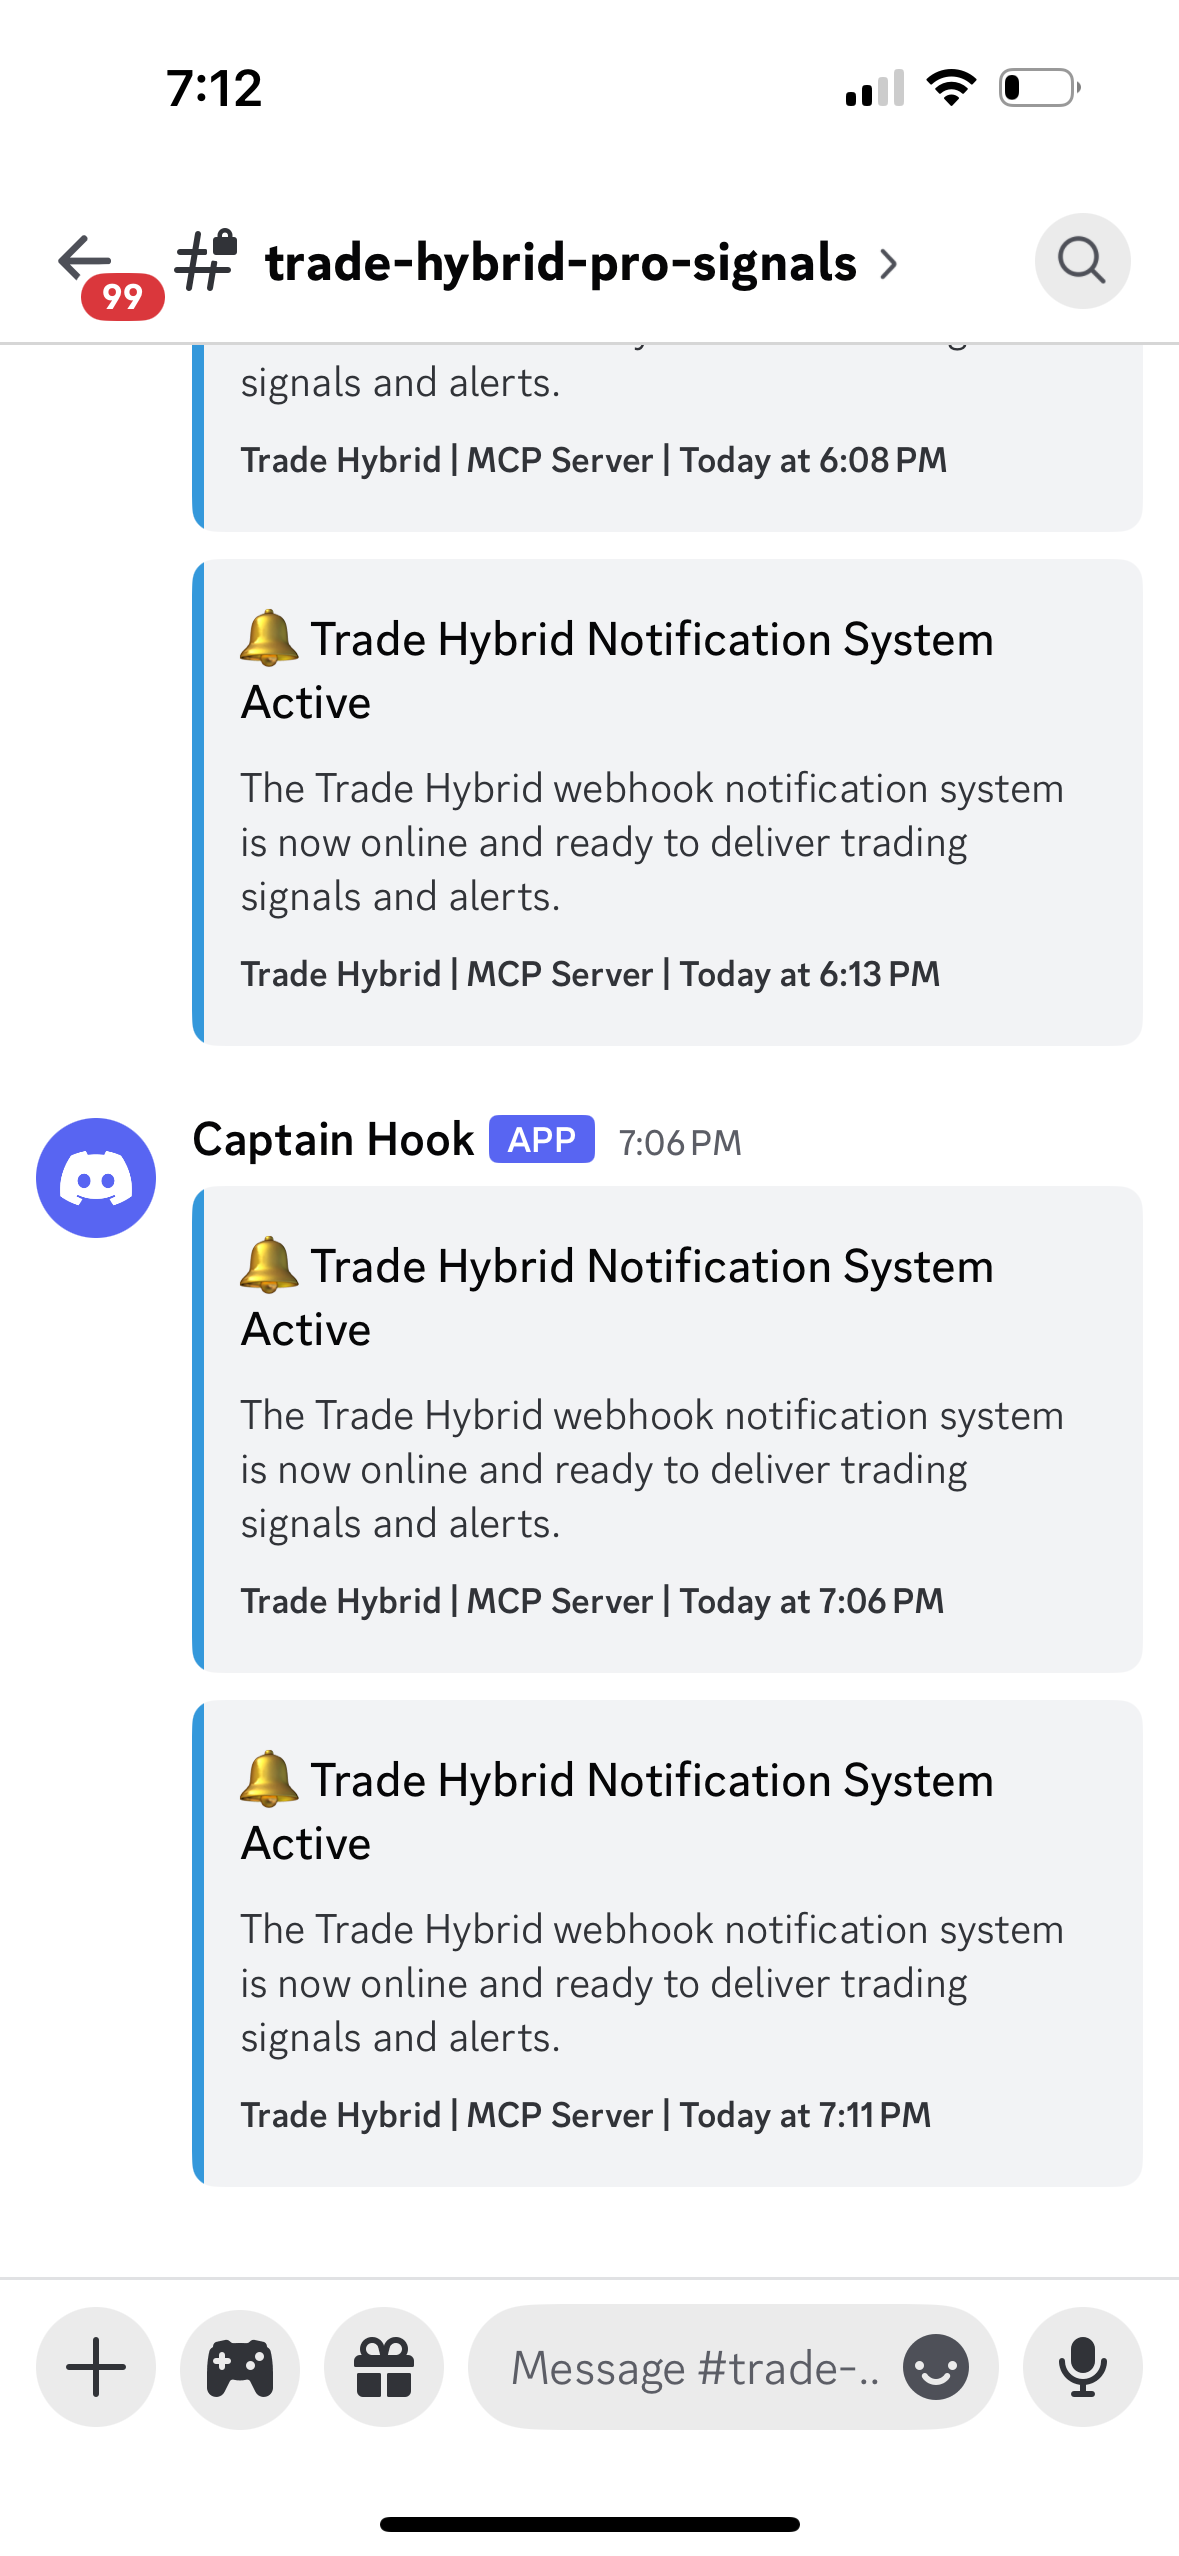 7:12
99
trade-hybrid-pro-signals
signals and alerts.
Trade Hybrid | MCP Server | Today at 6:08 PM
🔔 Trade Hybrid Notification System
Active
The Trade Hybrid webhook notification system
is now online and ready to deliver trading
signals and alerts.
Trade Hybrid | MCP Server | Today at 6:13 PM
Captain Hook APP 7:06 PM
🔔 Trade Hybrid Notification System
Active
The Trade Hybrid webhook notification system
is now online and ready to deliver trading
signals and alerts.
Trade Hybrid | MCP Server | Today at 7:06 PM
🔔 Trade Hybrid Notification System
Active
The Trade Hybrid webhook notification system
is now online and ready to deliver trading
signals and alerts.
Trade Hybrid | MCP Server | Today at 7:11 PM
Message #trade-..